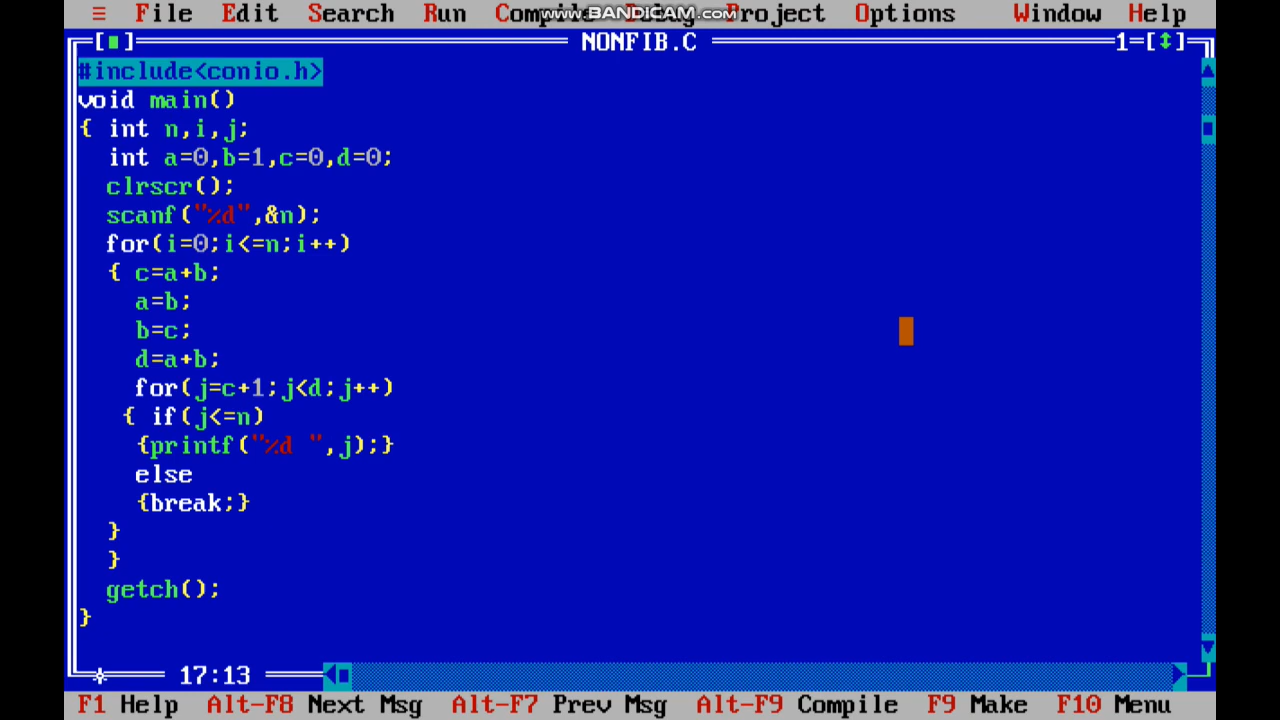 ≡ File Edit Search Run Compile Debug Project Options Window Help
www.BANDICAM.com
[■] NONFIB.C 1=[↕]
#include<conio.h>
void main()
{ int n,i,j;
int a=0,b=1,c=0,d=0;
clrscr();
scanf("%d",&n);
for(i=0;i<=n;i++)
{ c=a+b;
a=b;
b=c;
d=a+b;
for(j=c+1;j<d;j++)
{ if(j<=n)
{printf("%d ",j);}
else
{break;}
}
}
getch();
}
17:13
F1 Help Alt-F8 Next Msg Alt-F7 Prev Msg Alt-F9 Compile F9 Make F10 Menu